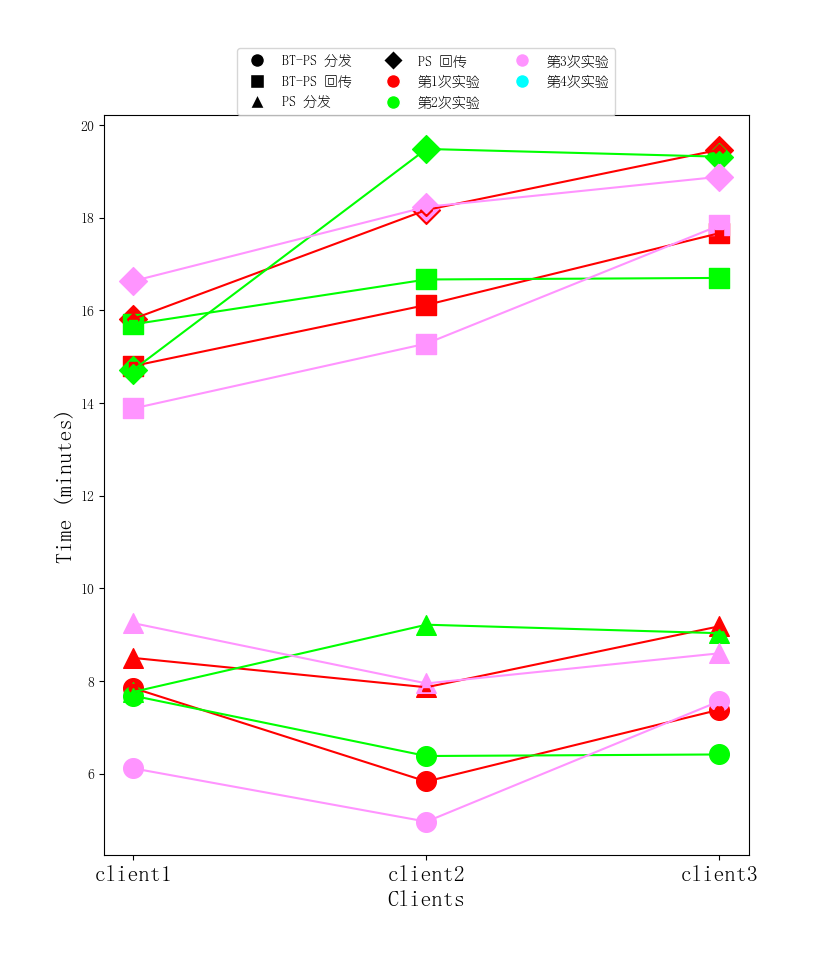 BT-PS 分发
BT-PS 回传
PS 分发
PS 回传
第1次实验
第2次实验
第3次实验
第4次实验
20
18
16
14
12
10
8
6
Time (minutes)
client1
client2
client3
Clients